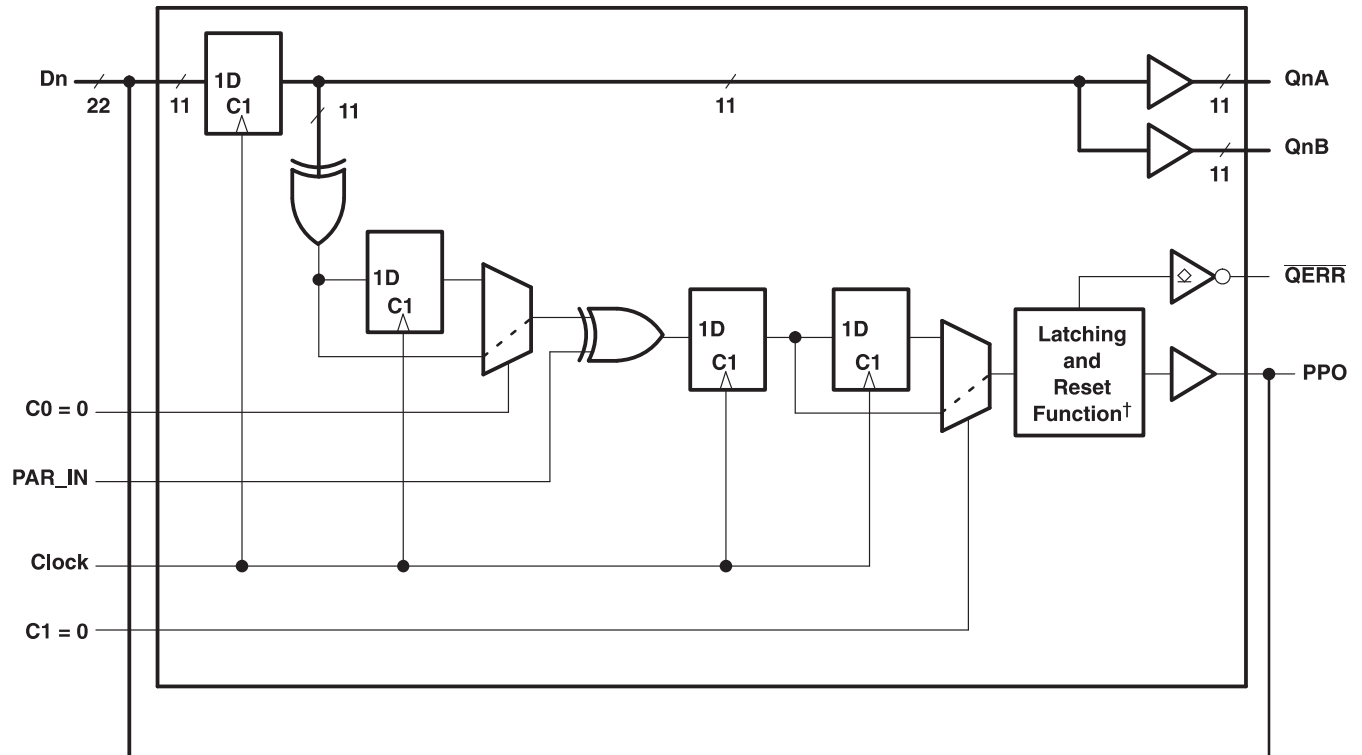 Dn
22
11
1D
C1
11
11
11
QnA
11
QnB
1D
C1
1D
C1
1D
C1
Latching
and
Reset
Function†
QERR
PPO
C0 = 0
PAR_IN
Clock
C1 = 0